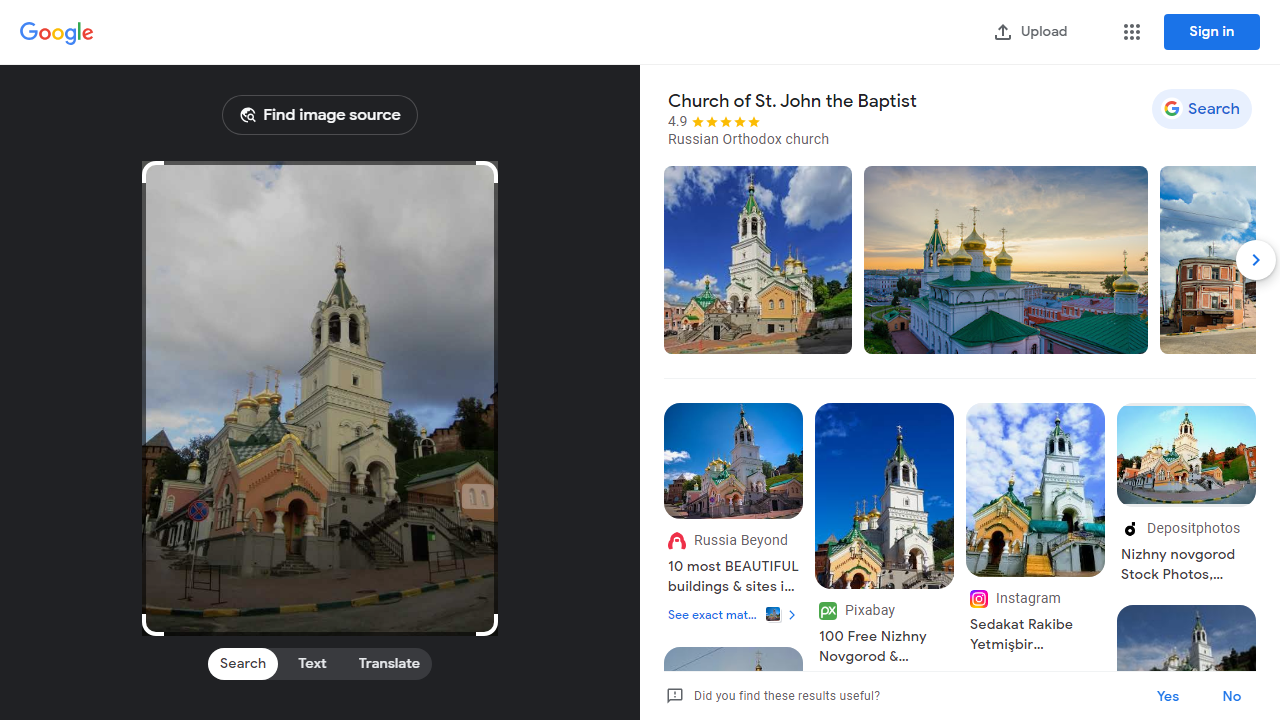 Google
Upload
Sign in
Find image source
Search
Text
Translate
Church of St. John the Baptist
4.9
Russian Orthodox church
Search
Russia Beyond
10 most BEAUTIFUL
buildings & sites i...
See exact mat...
px
Pixabay
100 Free Nizhny
Novgorod &...
Instagram
Sedakat Rakibe
Yetmişbir...
Depositphotos
Nizhny novgorod
Stock Photos,...
Did you find these results useful?
Yes
No